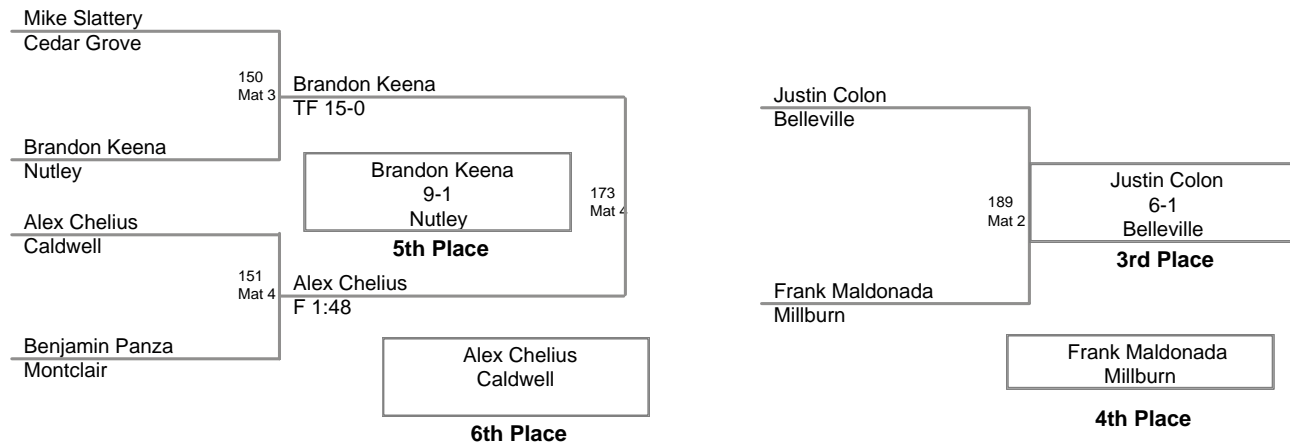 Mike Slattery
Cedar Grove
150
Mat 3
Brandon Keena
TF 15-0
Brandon Keena
Nutley
Brandon Keena
9-1
Nutley
5th Place
173
Mat 4
Alex Chelius
Caldwell
151
Mat 4
Alex Chelius
F 1:48
Benjamin Panza
Montclair
Alex Chelius
Caldwell
6th Place
Justin Colon
Belleville
189
Mat 2
Justin Colon
6-1
Belleville
3rd Place
Frank Maldonada
Millburn
Frank Maldonada
Millburn
4th Place